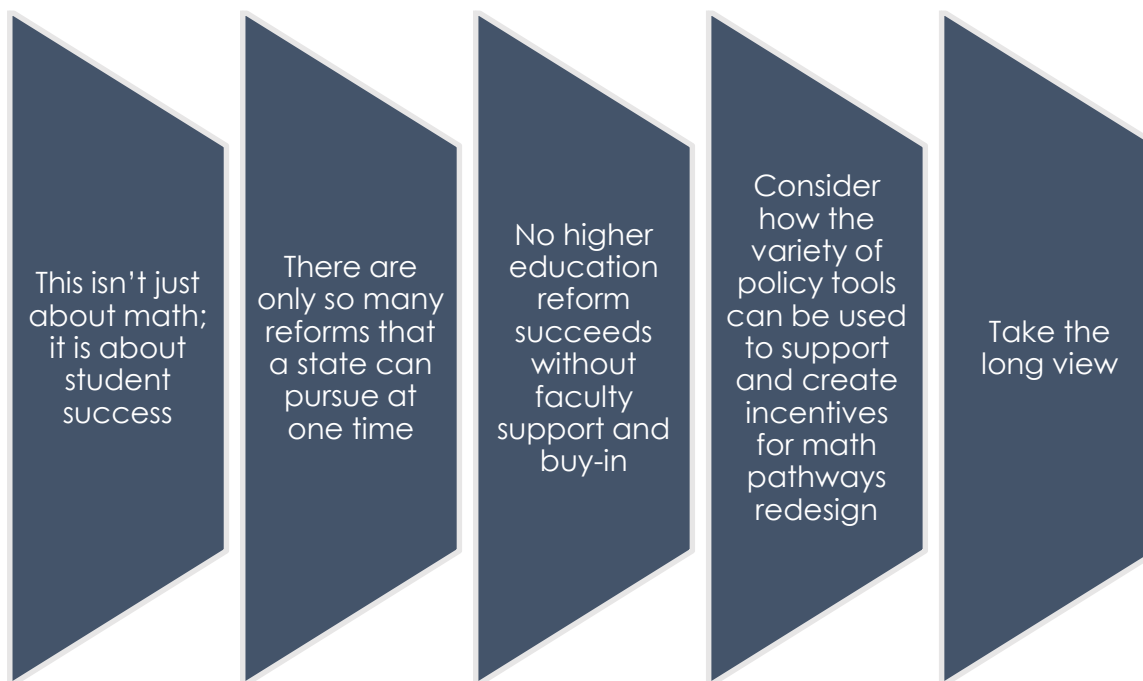 This isn’t just
about math;
it is about
student
success
There are
only so many
reforms that
a state can
pursue at
one time
No higher
education
reform
succeeds
without
faculty
support and
buy-in
Consider
how the
variety of
policy tools
can be used
to support
and create
incentives
for math
pathways
redesign
Take the
long view